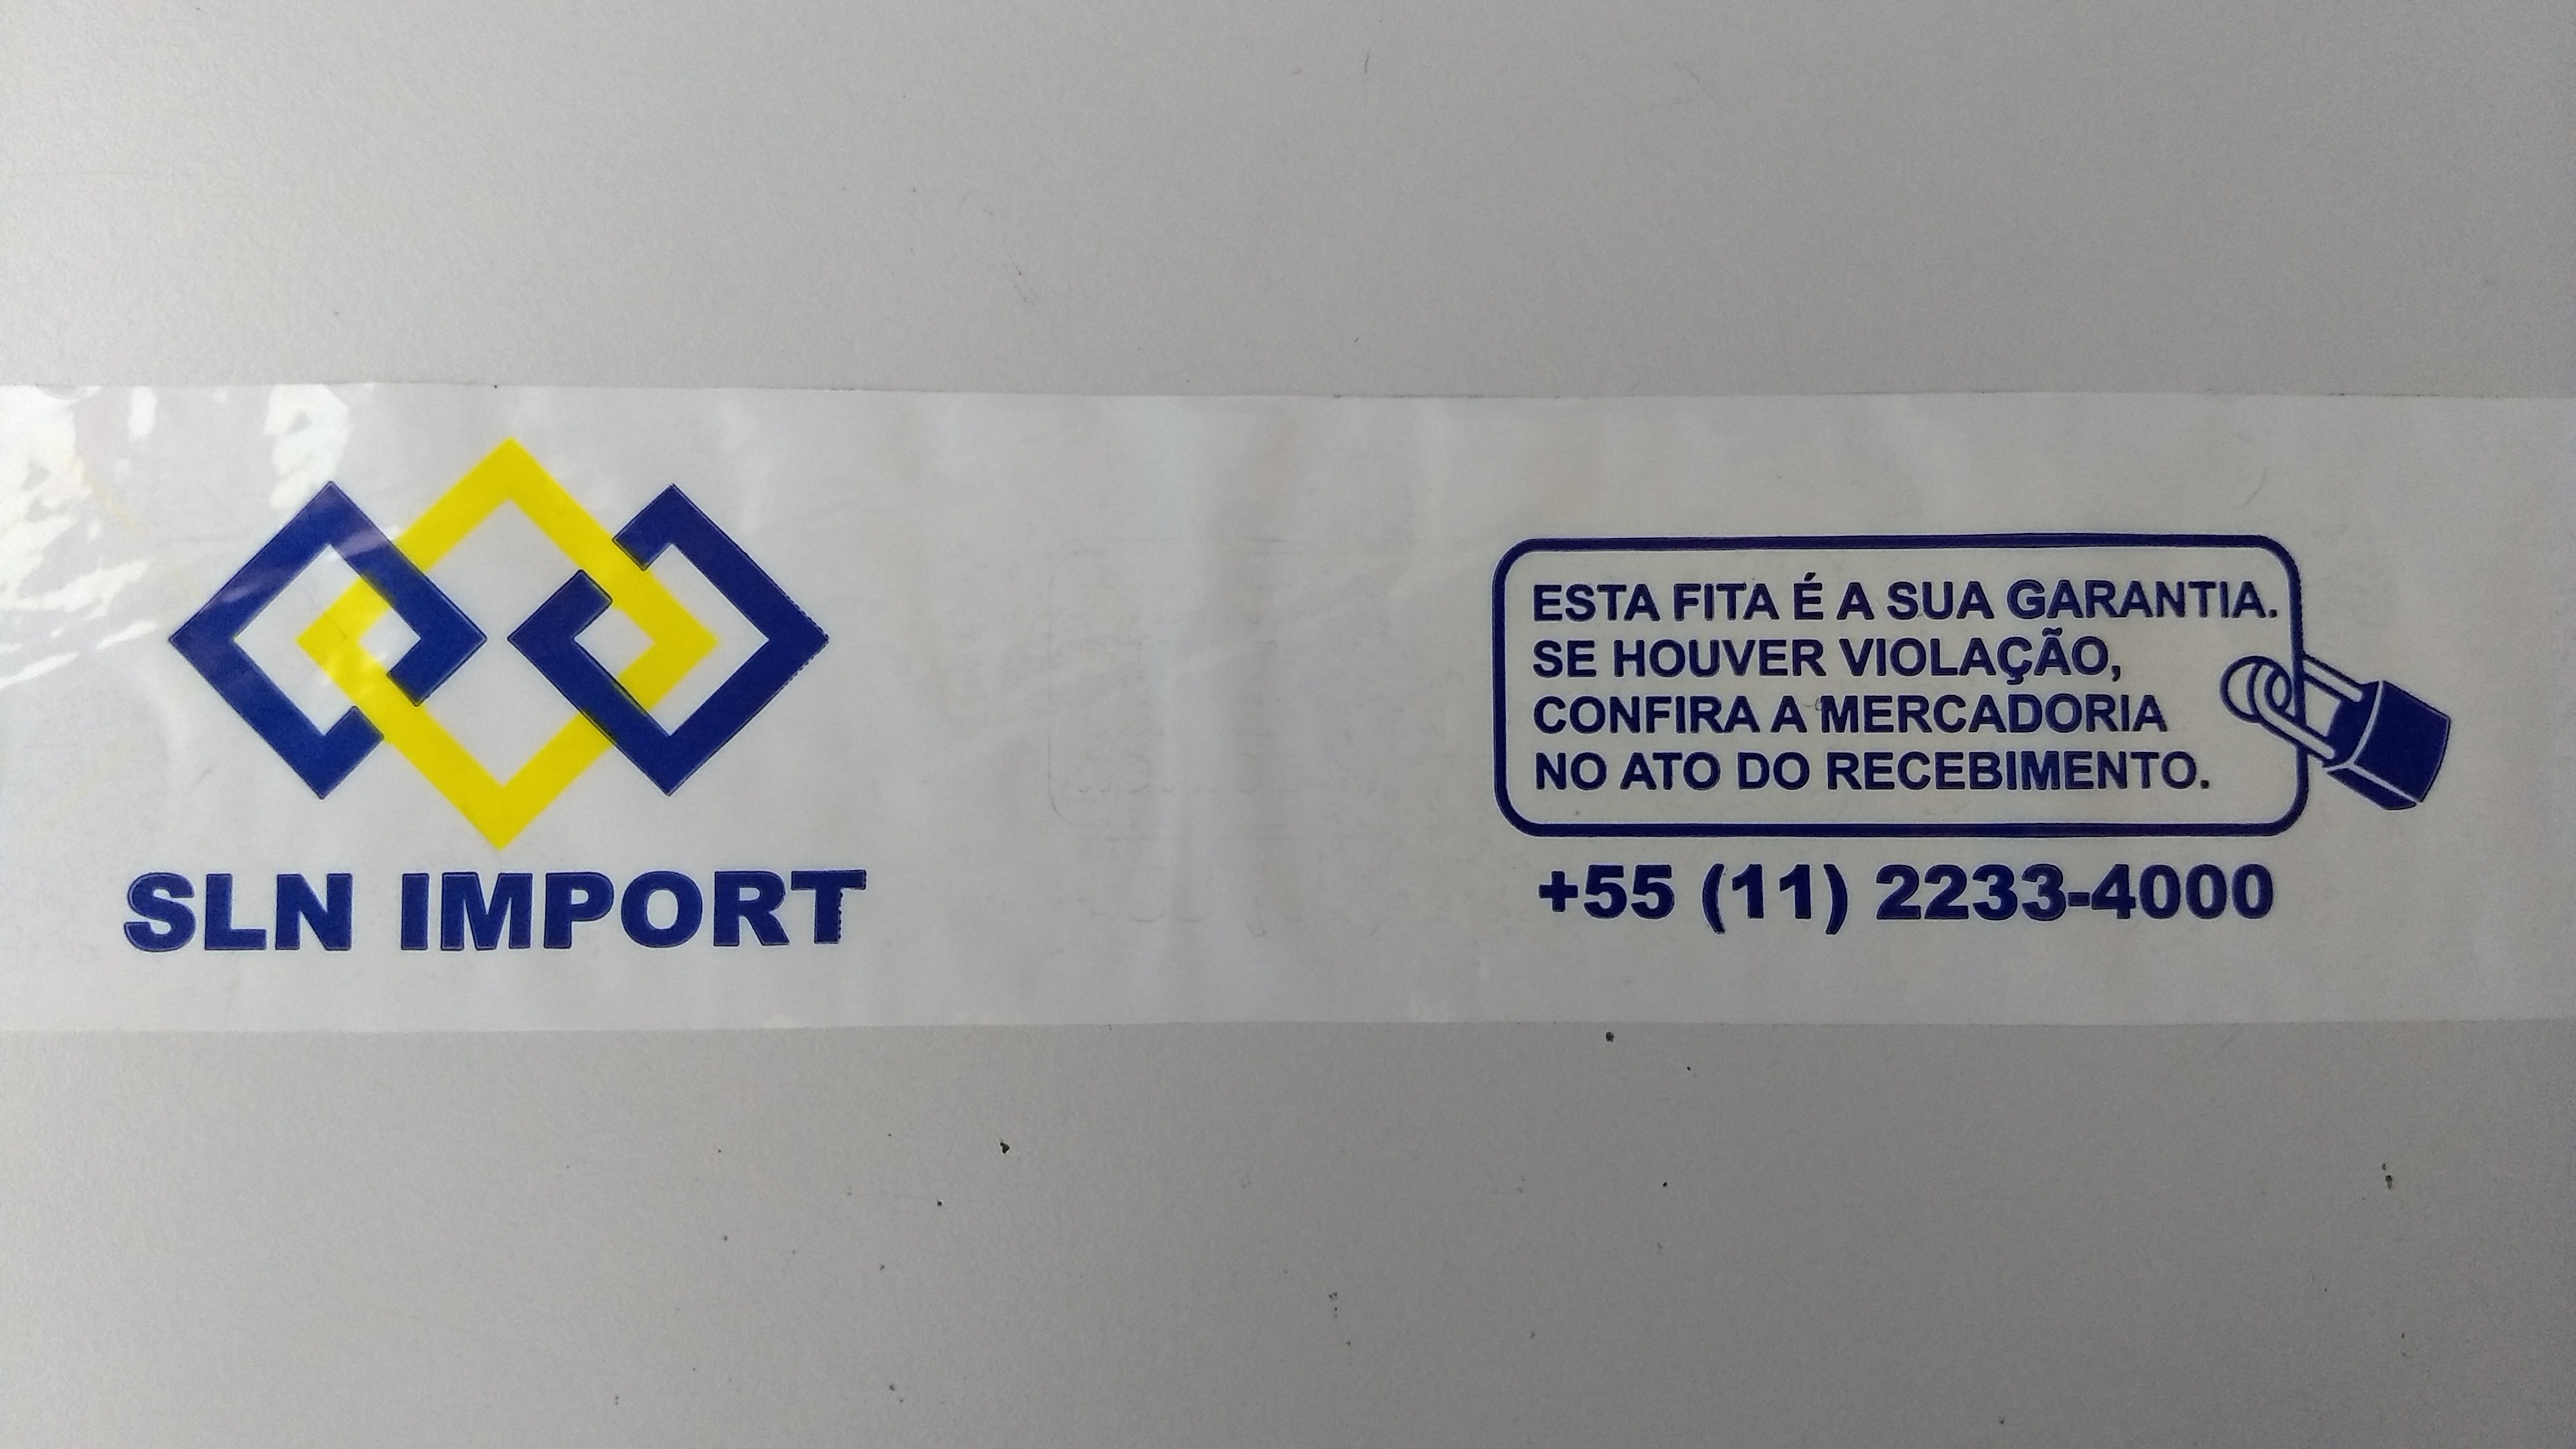 SLN IMPORT
ESTA FITA É A SUA GARANTIA.
SE HOUVER VIOLAÇÃO,
CONFIRA A MERCADORIA
NO ATO DO RECEBIMENTO.
+55 (11) 2233-4000